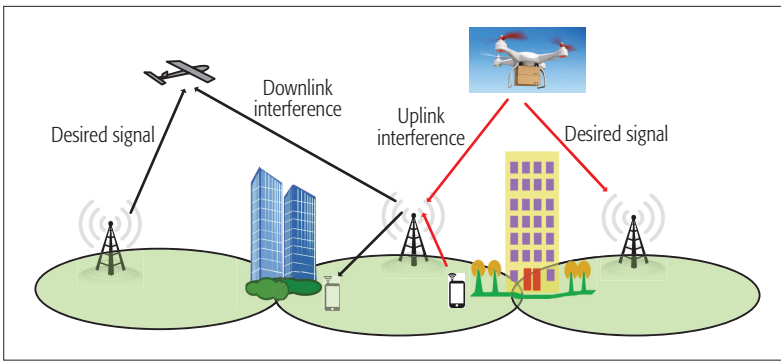 Downlink
interference
Desired signal
Uplink
interference
Desired signal